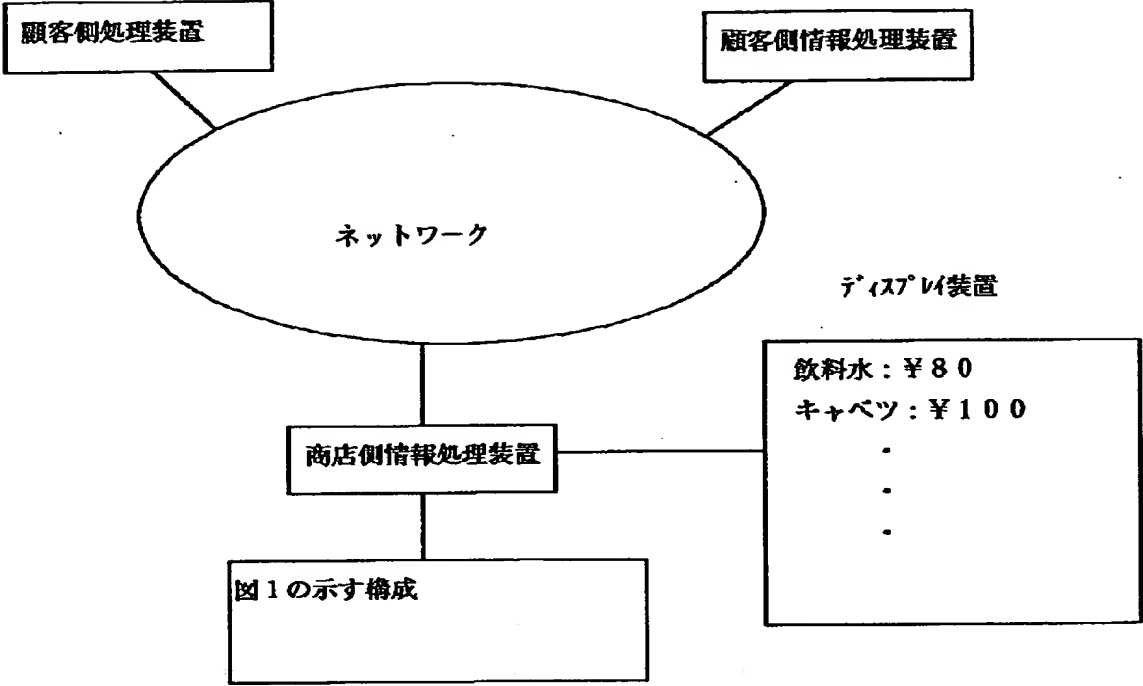 顧客側処理装置
顧客側情報処理装置
ネットワーク
ﾃﾞｨｽﾌﾟﾚｲ装置
飲料水：￥８０
キャベツ：￥１００
・
・
・
商店側情報処理装置
図１の示す構成